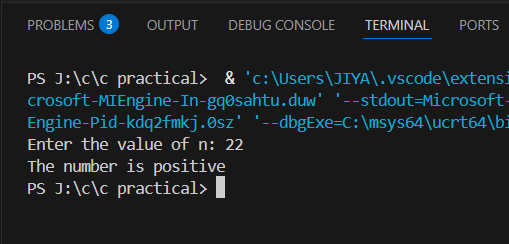 PROBLEMS 3 OUTPUT DEBUG CONSOLE TERMINAL PORTS
PS J:\c\c practical>  & 'c:\Users\JIYA\.vscode\extensi
crosoft-MIEngine-In-gq0sahtu.duw' '--stdout=Microsoft-
Engine-Pid-kdq2fmkj.0sz' '--dbgExe=C:\msys64\ucrt64\bi
Enter the value of n: 22
The number is positive
PS J:\c\c practical>